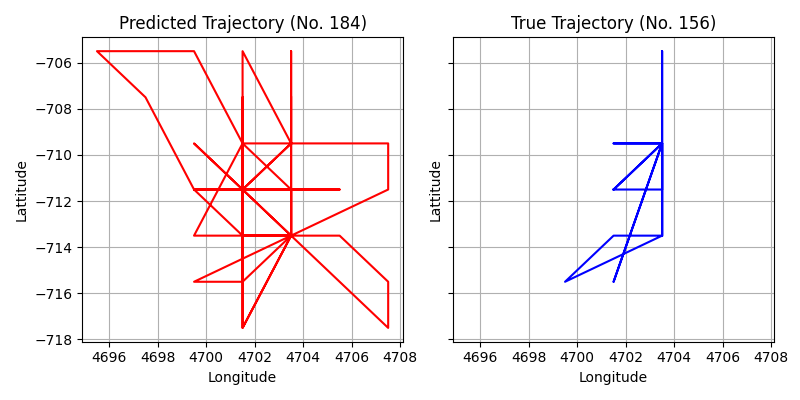 Predicted Trajectory (No. 184)
True Trajectory (No. 156)
−706
−708
−710
−712
−714
−716
−718
Lattitude
Lattitude
4696 4698 4700 4702 4704 4706 4708
4696 4698 4700 4702 4704 4706 4708
Longitude
Longitude